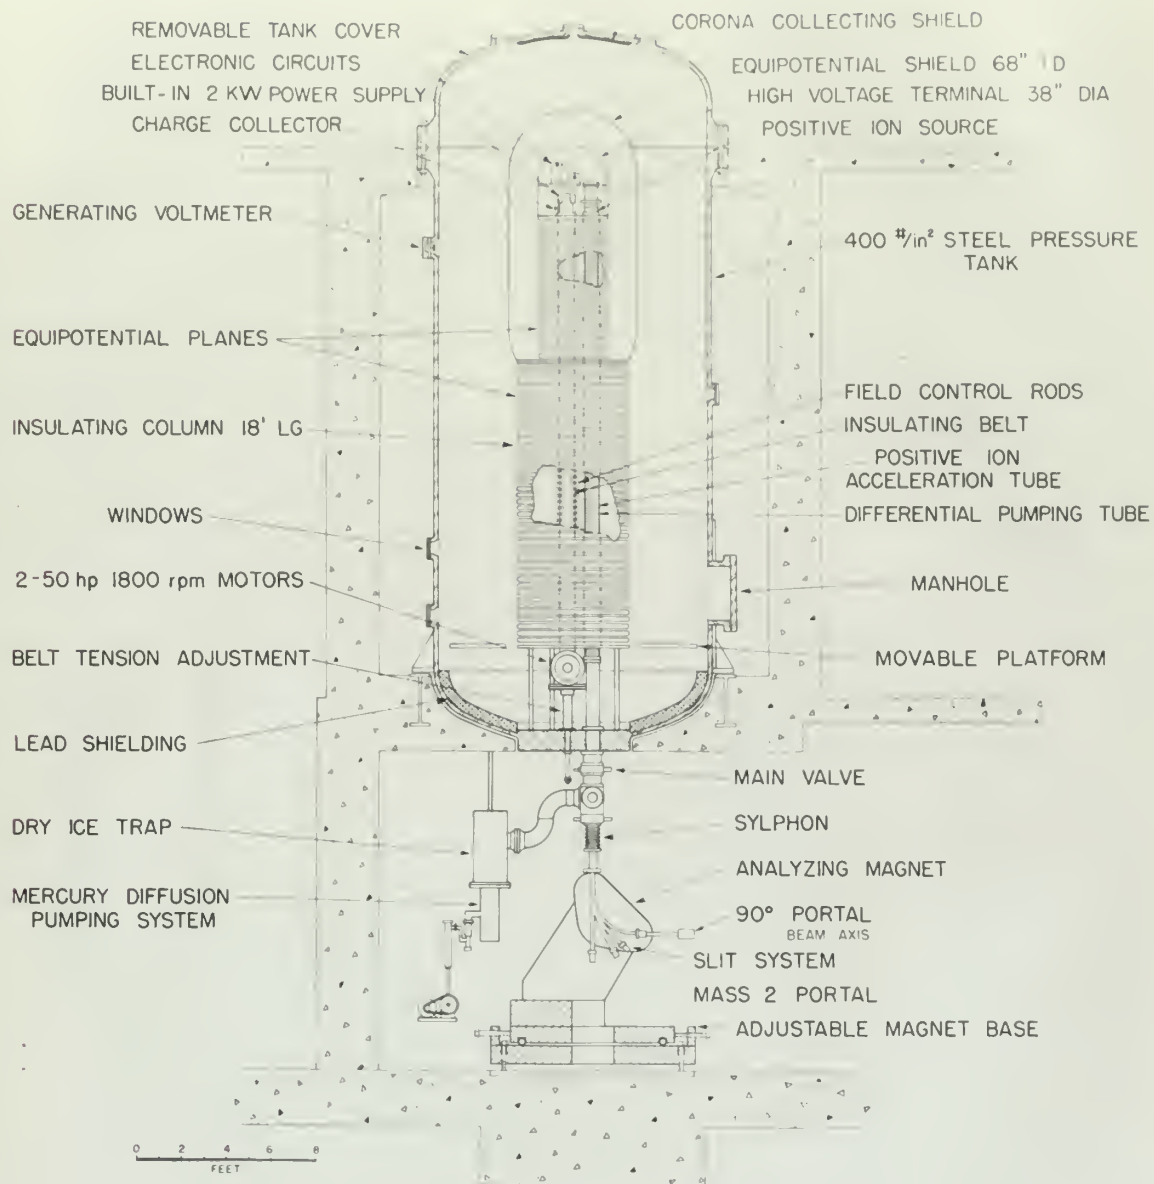 REMOVABLE TANK COVER
ELECTRONIC CIRCUITS
BUILT-IN 2 KW POWER SUPPLY
CHARGE COLLECTOR
GENERATING VOLTMETER
EQUIPOTENTIAL PLANES
INSULATING COLUMN 18' LG
WINDOWS
2-50 hp 1800 rpm MOTORS
BELT TENSION ADJUSTMENT
LEAD SHIELDING
DRY ICE TRAP
MERCURY DIFFUSION
PUMPING SYSTEM
CORONA COLLECTING SHIELD
EQUIPOTENTIAL SHIELD 68" ID
HIGH VOLTAGE TERMINAL 38" DIA
POSITIVE ION SOURCE
400 #/in² STEEL PRESSURE
TANK
FIELD CONTROL RODS
INSULATING BELT
POSITIVE ION
ACCELERATION TUBE
DIFFERENTIAL PUMPING TUBE
MANHOLE
MOVABLE PLATFORM
MAIN VALVE
SYLPHON
ANALYZING MAGNET
90° PORTAL
BEAM AXIS
SLIT SYSTEM
MASS 2 PORTAL
ADJUSTABLE MAGNET BASE
0 2 4 6 8
FEET